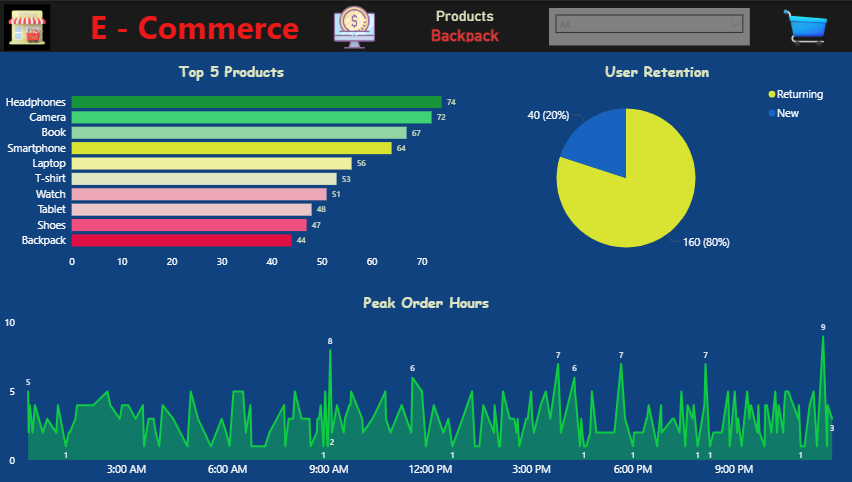 E - Commerce
Products
Backpack
All
Top 5 Products
Headphones 74
Camera 72
Book 67
Smartphone 64
Laptop 56
T-shirt 53
Watch 51
Tablet 48
Shoes 47
Backpack 44
0 10 20 30 40 50 60 70
User Retention
Returning
New
40 (20%)
160 (80%)
Peak Order Hours
10
5
0
5 1 1 8 2 6 1 7 6 1 7 1 1 7 1 1 9 3
3:00 AM 6:00 AM 9:00 AM 12:00 PM 3:00 PM 6:00 PM 9:00 PM